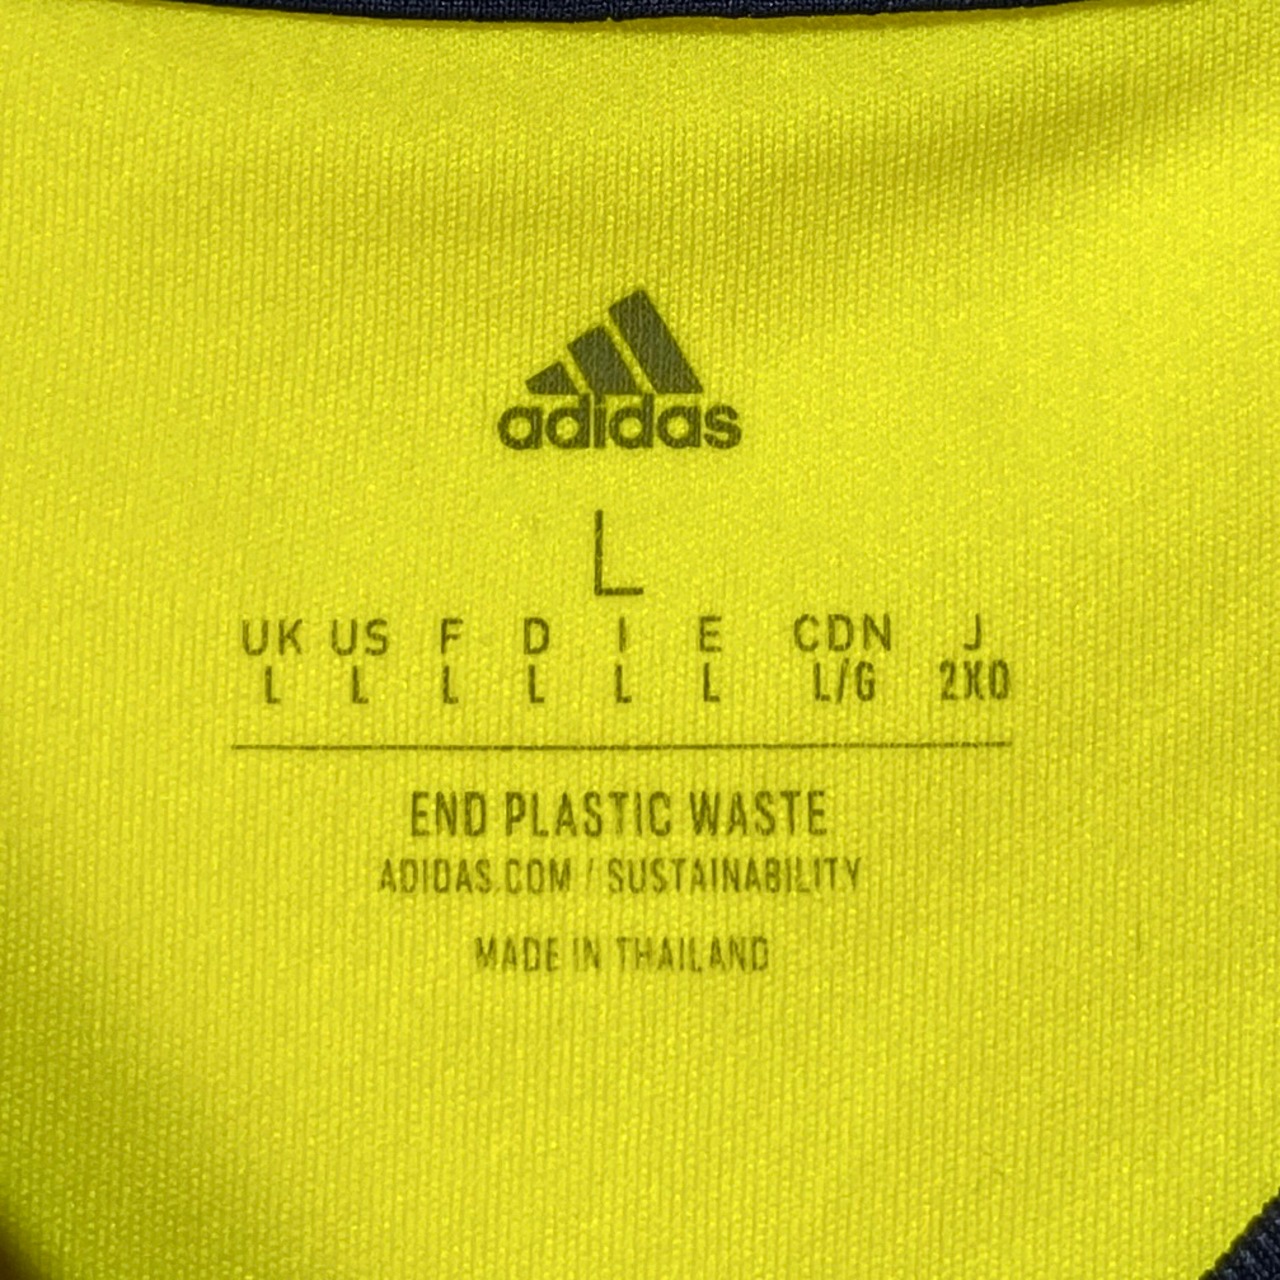 adidas
L
UK US F D I E CDN J
L L L L L L L/G 2XO
END PLASTIC WASTE
ADIDAS.COM / SUSTAINABILITY
MADE IN THAILAND